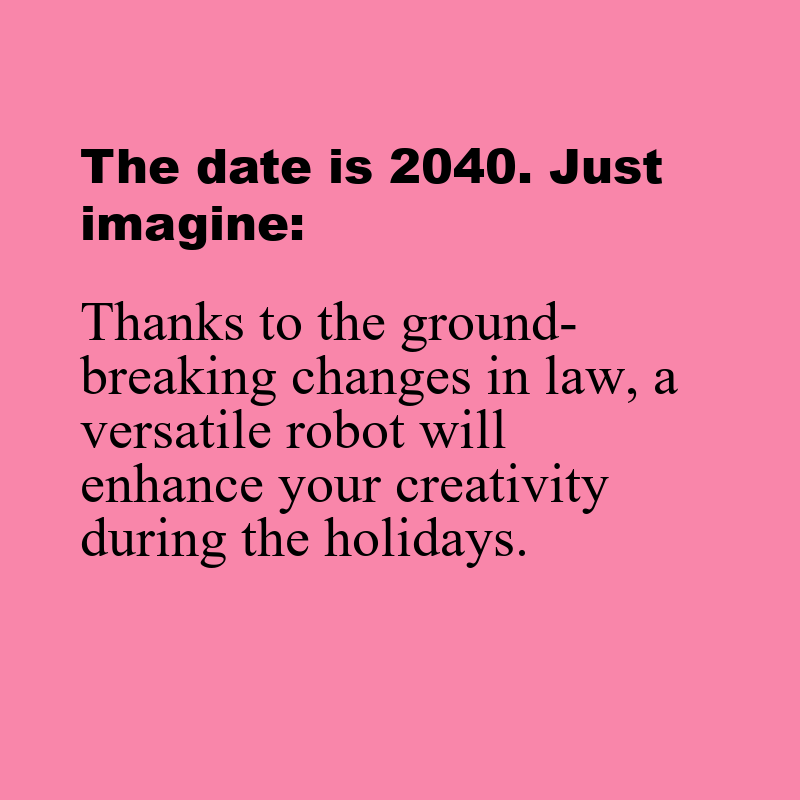 The date is 2040. Just
imagine:
Thanks to the ground-
breaking changes in law, a
versatile robot will
enhance your creativity
during the holidays.